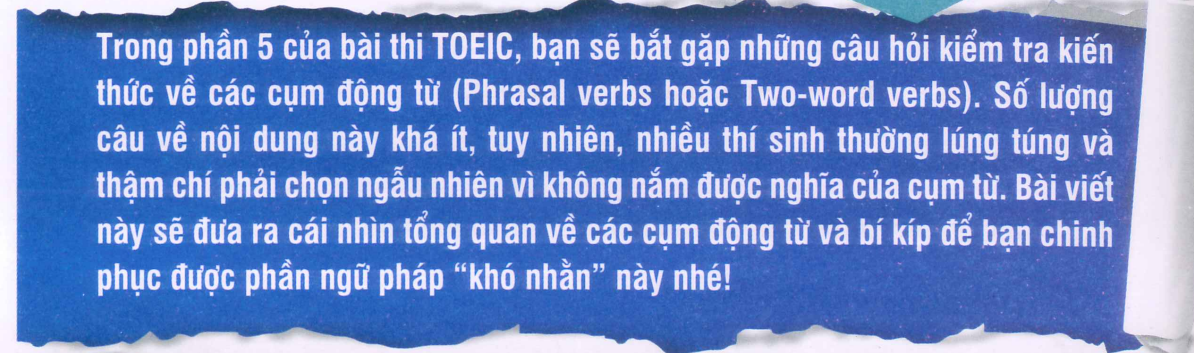 Trong phần 5 của bài thi TOEIC, bạn sẽ bắt gặp những câu hỏi kiểm tra kiến
thức về các cụm động từ (Phrasal verbs hoặc Two-word verbs). Số lượng
câu về nội dung này khá ít, tuy nhiên, nhiều thí sinh thường lúng túng và
thậm chí phải chọn ngẫu nhiên vì không nắm được nghĩa của cụm từ. Bài viết
này sẽ đưa ra cái nhìn tổng quan về các cụm động từ và bí kíp để bạn chinh
phục được phần ngữ pháp “khó nhằn” này nhé!